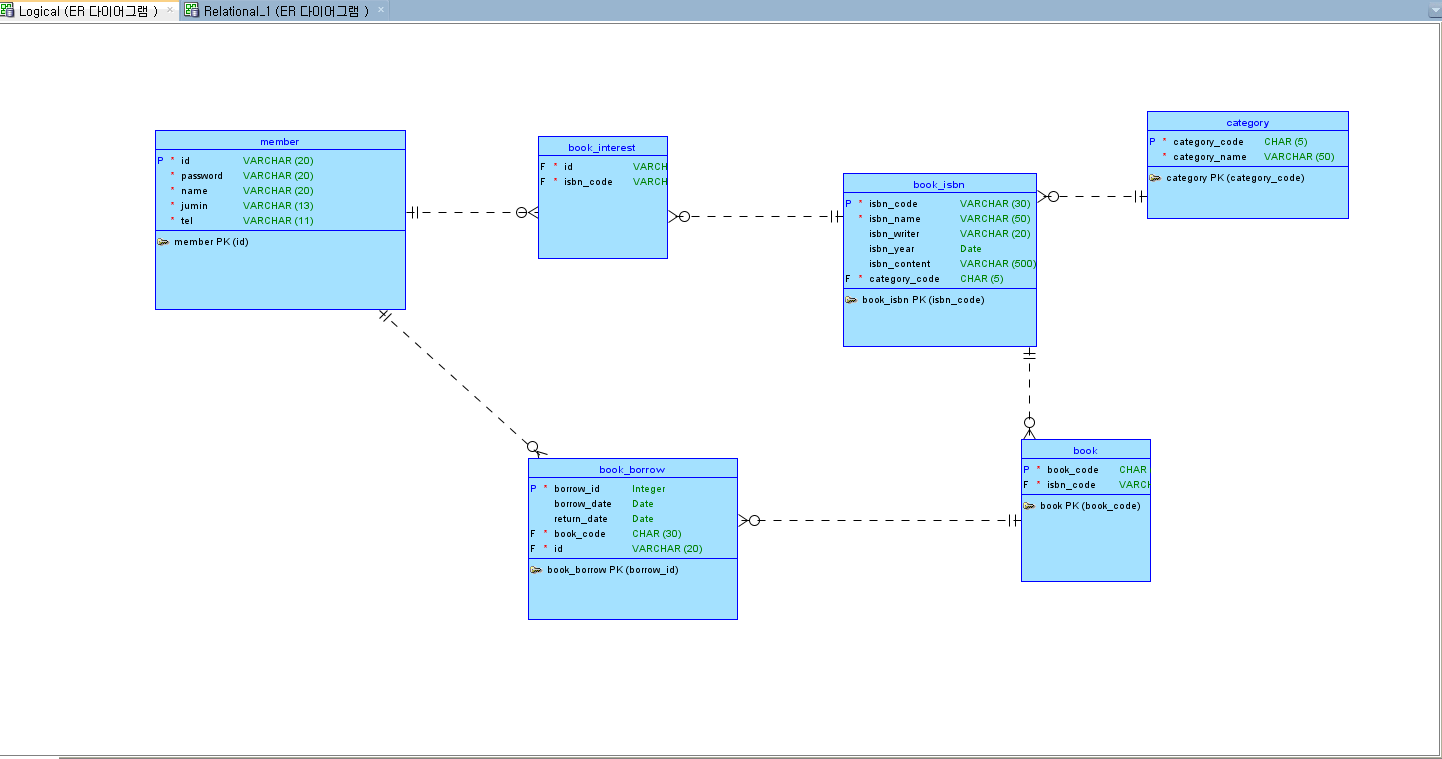 Logical (ER 다이어그램 )
Relational_1 (ER 다이어그램 )
member
P * id VARCHAR (20)
* password VARCHAR (20)
* name VARCHAR (20)
* jumin VARCHAR (13)
* tel VARCHAR (11)
member PK (id)
book_interest
F * id VARCH
F * isbn_code VARCH
book_isbn
P * isbn_code VARCHAR (30)
* isbn_name VARCHAR (50)
isbn_writer VARCHAR (20)
isbn_year Date
isbn_content VARCHAR (500)
F * category_code CHAR (5)
book_isbn PK (isbn_code)
category
P * category_code CHAR (5)
* category_name VARCHAR (50)
category PK (category_code)
book_borrow
P * borrow_id Integer
borrow_date Date
return_date Date
F * book_code CHAR (30)
F * id VARCHAR (20)
book_borrow PK (borrow_id)
book
P * book_code CHAR
F * isbn_code VARCH
book PK (book_code)